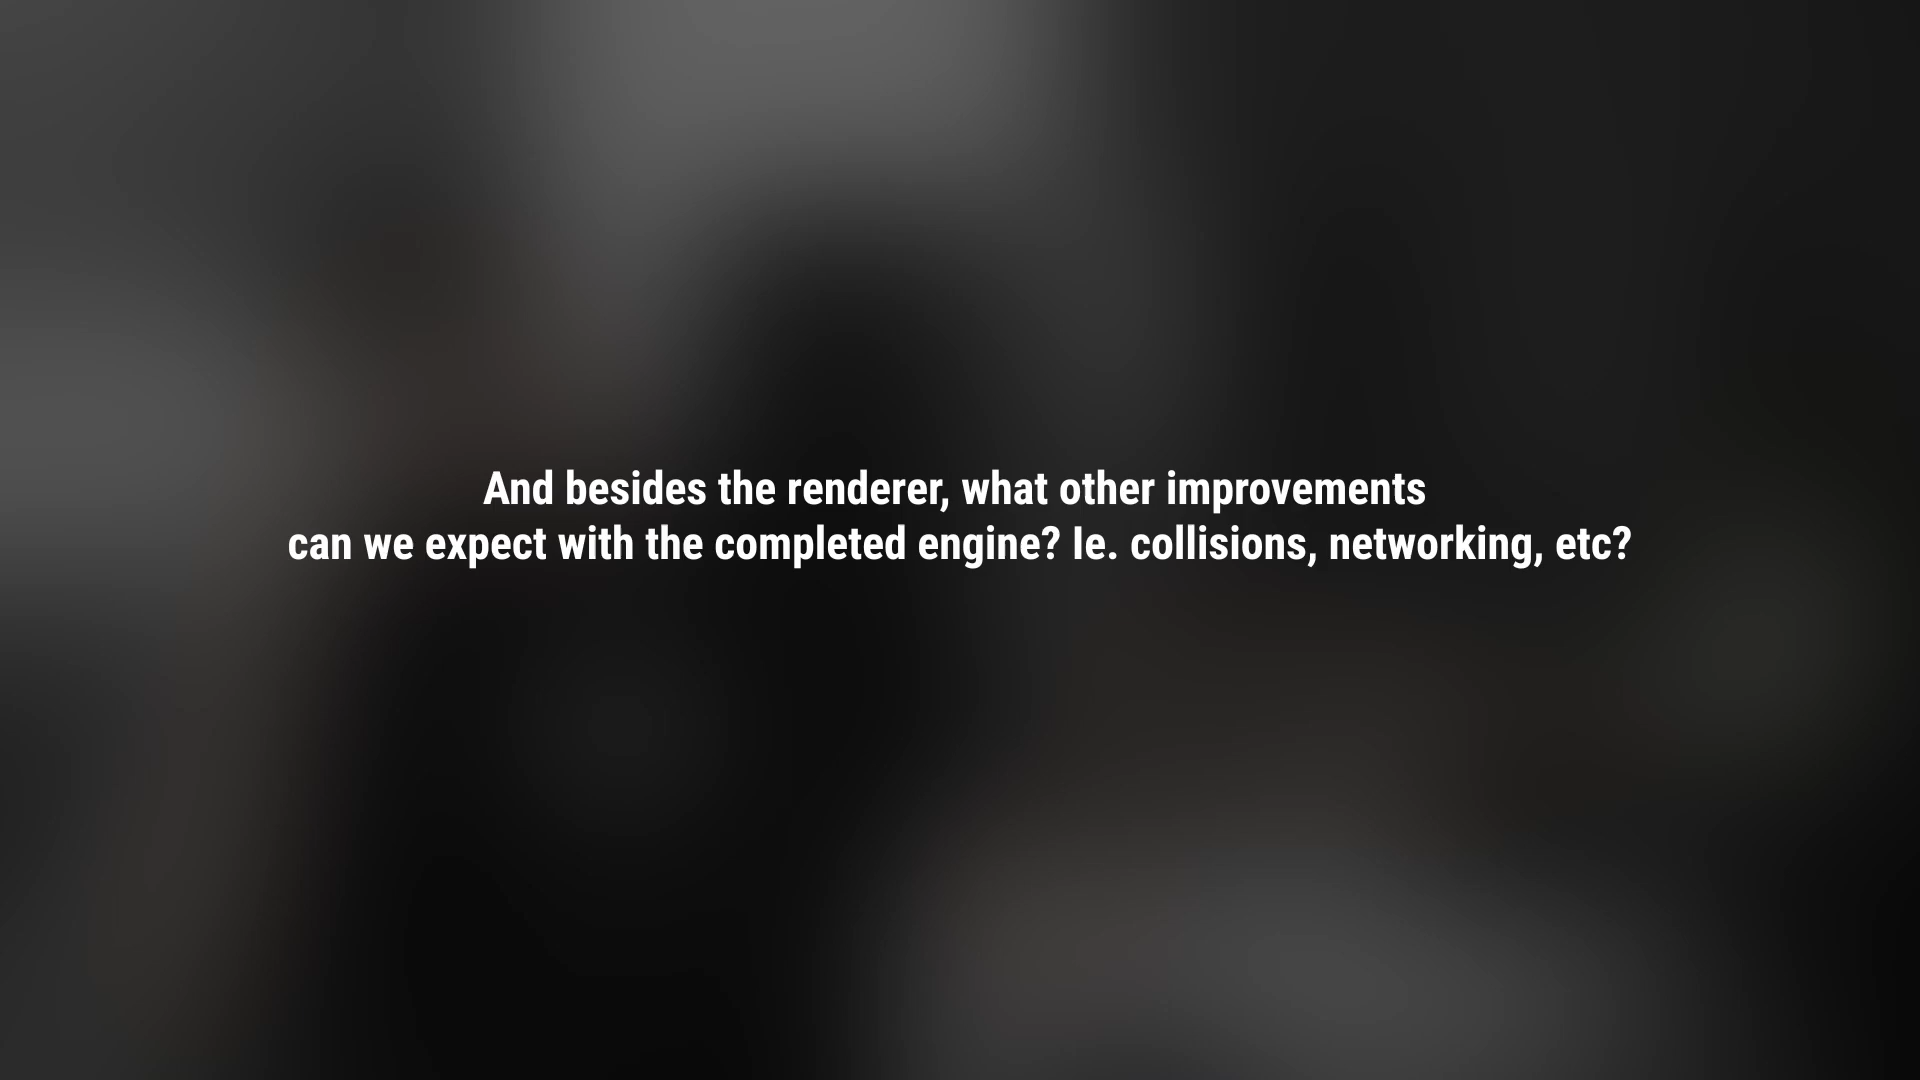 And besides the renderer, what other improvements
can we expect with the completed engine? Ie. collisions, networking, etc?